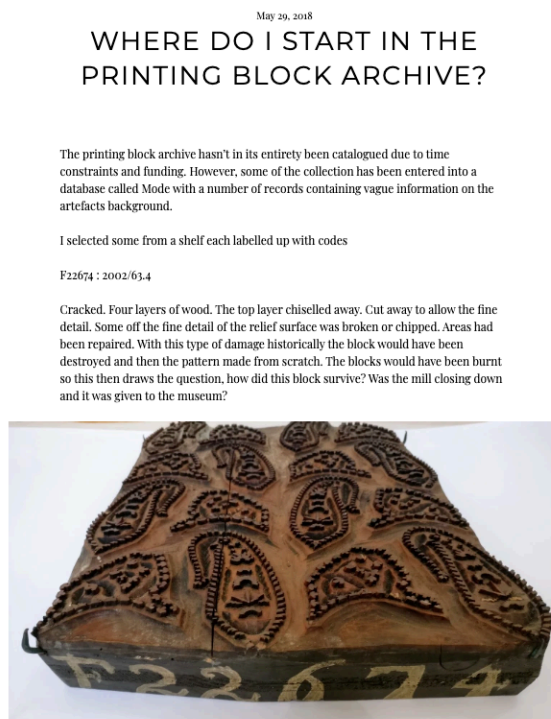 May 29, 2018
WHERE DO I START IN THE
PRINTING BLOCK ARCHIVE?
The printing block archive hasn't in its entirety been catalogued due to time
constraints and funding. However, some of the collection has been entered into a
database called Mode with a number of records containing vague information on the
artefacts background.
I selected some from a shelf each labelled up with codes
F22674 : 2002/63.4
Cracked. Four layers of wood. The top layer chiselled away. Cut away to allow the fine
detail. Some off the fine detail of the relief surface was broken or chipped. Areas had
been repaired. With this type of damage historically the block would have been
destroyed and then the pattern made from scratch. The blocks would have been burnt
so this then draws the question, how did this block survive? Was the mill closing down
and it was given to the museum?
F22674